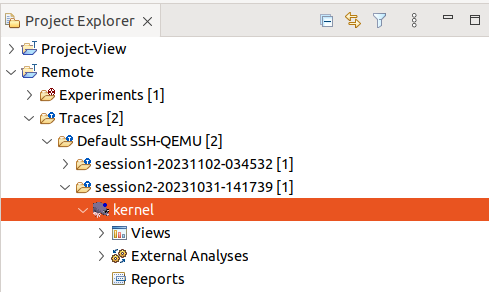 Project Explorer
Project-View
Remote
Experiments [1]
Traces [2]
Default SSH-QEMU [2]
session1-20231102-034532 [1]
session2-20231031-141739 [1]
kernel
Views
External Analyses
Reports